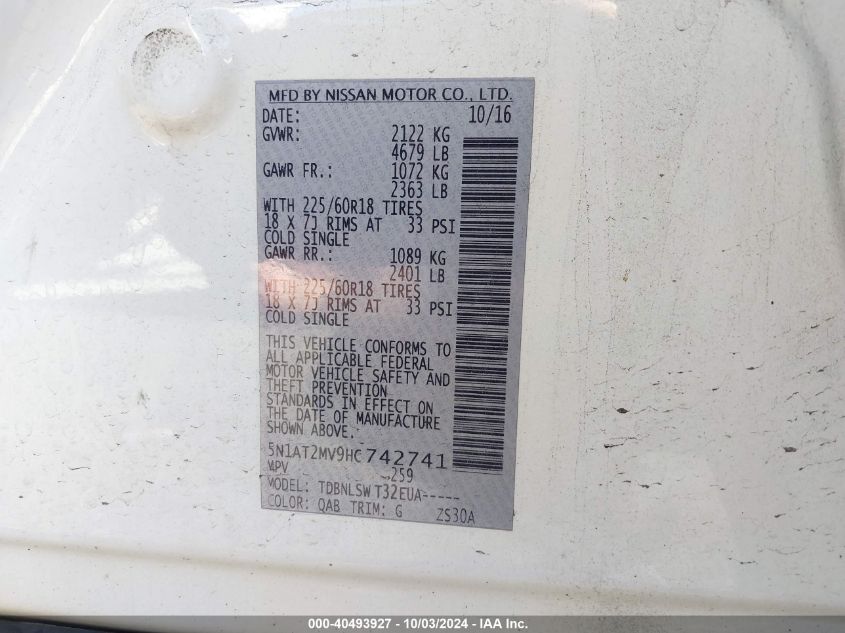 MFD BY NISSAN MOTOR CO., LTD.
DATE: 10/16
GVWR: 2122 KG
4679 LB
GAWR FR.: 1072 KG
2363 LB
WITH 225/60R18 TIRES
18 X 7J RIMS AT 33 PSI
COLD SINGLE
GAWR RR.: 1089 KG
2401 LB
WITH 225/60R18 TIRES
18 X 7J RIMS AT 33 PSI
COLD SINGLE
THIS VEHICLE CONFORMS TO
ALL APPLICABLE FEDERAL
MOTOR VEHICLE SAFETY AND
THEFT PREVENTION
STANDARDS IN EFFECT ON
THE DATE OF MANUFACTURE
SHOWN ABOVE.
5N1AT2MV9HC742741
MPV 259
MODEL: TDBNLSW T32EUA-----
COLOR: QAB TRIM: G ZS30A
000-40493927 - 10/03/2024 - IAA Inc.